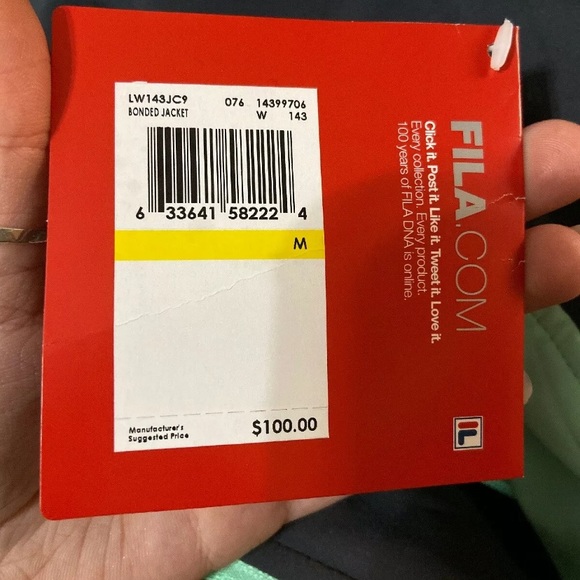 LW143JC9 076 14399706
BONDED JACKET W 143
6 33641 58222 4
M
Manufacturer's
Suggested Price $100.00
FILA.COM
Click it. Post it. Like it. Tweet it. Love it.
Every collection. Every product.
100 years of FILA DNA is online.